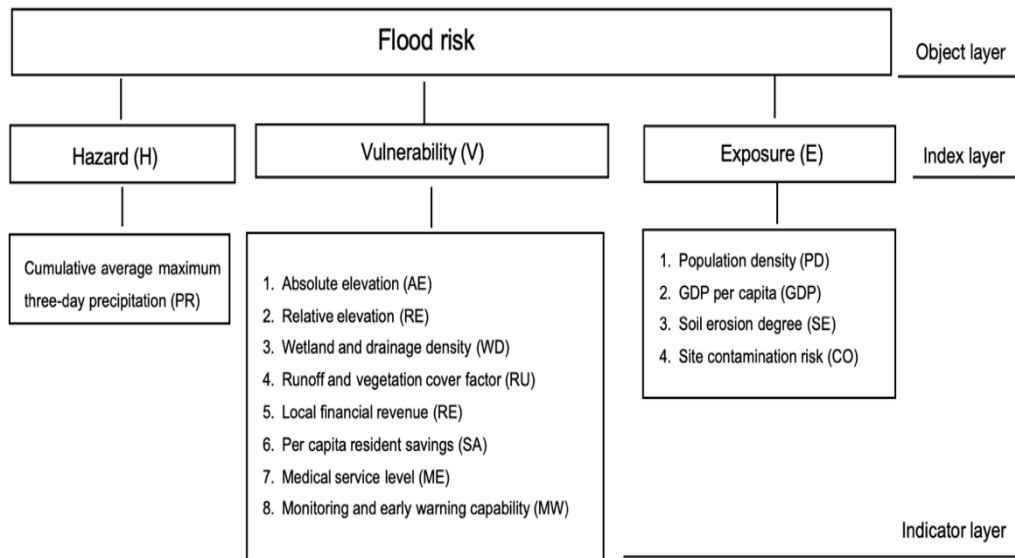 Flood risk
Object layer
Hazard (H)
Vulnerability (V)
Exposure (E)
Index layer
Cumulative average maximum
three-day precipitation (PR)
1. Absolute elevation (AE)
2. Relative elevation (RE)
3. Wetland and drainage density (WD)
4. Runoff and vegetation cover factor (RU)
5. Local financial revenue (RE)
6. Per capita resident savings (SA)
7. Medical service level (ME)
8. Monitoring and early warning capability (MW)
1. Population density (PD)
2. GDP per capita (GDP)
3. Soil erosion degree (SE)
4. Site contamination risk (CO)
Indicator layer